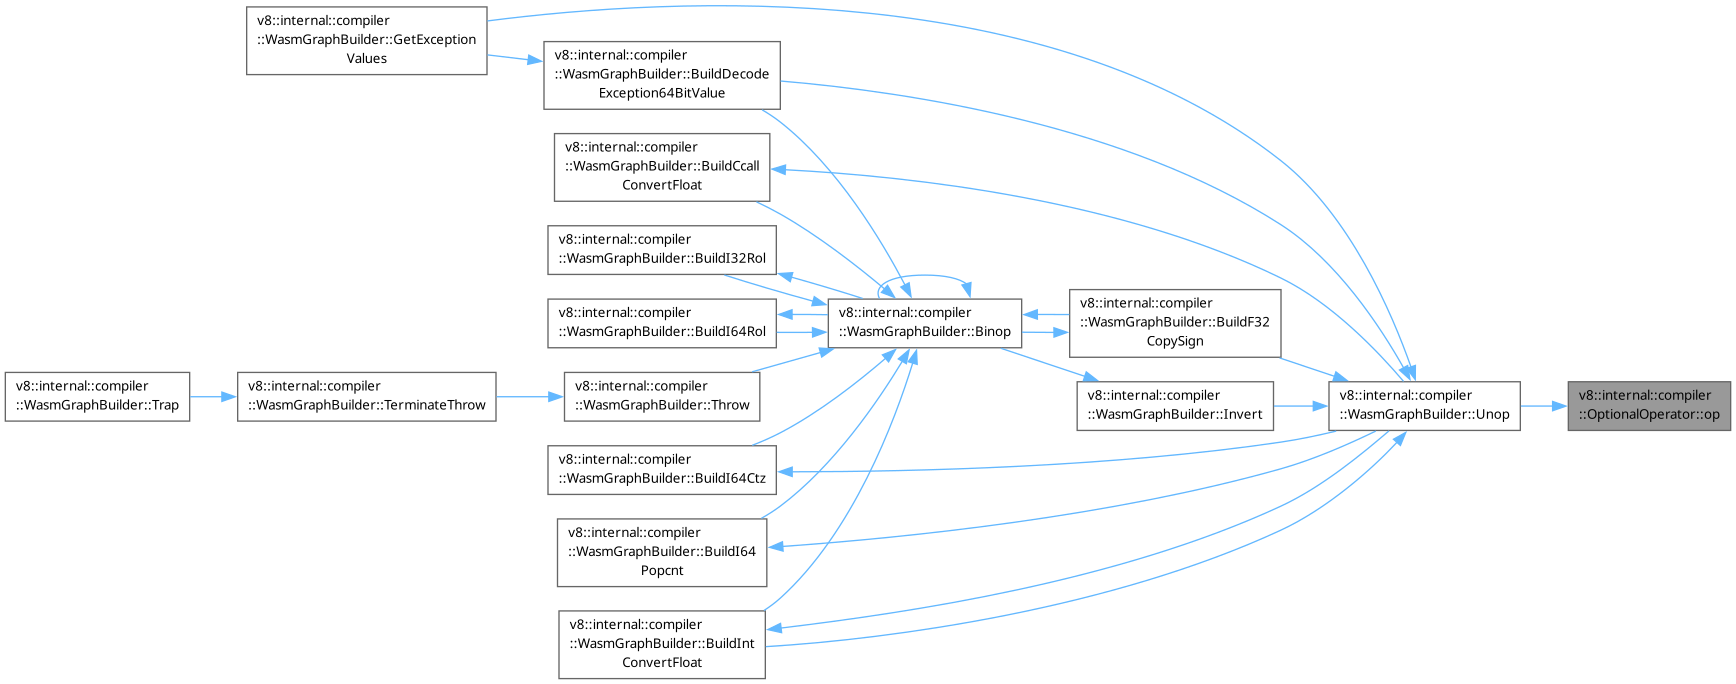 v8::internal::compiler
::WasmGraphBuilder::GetException
Values
v8::internal::compiler
::WasmGraphBuilder::BuildDecode
Exception64BitValue
v8::internal::compiler
::WasmGraphBuilder::BuildCcall
ConvertFloat
v8::internal::compiler
::WasmGraphBuilder::BuildI32Rol
v8::internal::compiler
::WasmGraphBuilder::BuildI64Rol
v8::internal::compiler
::WasmGraphBuilder::Binop
v8::internal::compiler
::WasmGraphBuilder::BuildF32
CopySign
v8::internal::compiler
::WasmGraphBuilder::Trap
v8::internal::compiler
::WasmGraphBuilder::TerminateThrow
v8::internal::compiler
::WasmGraphBuilder::Throw
v8::internal::compiler
::WasmGraphBuilder::Invert
v8::internal::compiler
::WasmGraphBuilder::Unop
v8::internal::compiler
::OptionalOperator::op
v8::internal::compiler
::WasmGraphBuilder::BuildI64Ctz
v8::internal::compiler
::WasmGraphBuilder::BuildI64
Popcnt
v8::internal::compiler
::WasmGraphBuilder::BuildInt
ConvertFloat